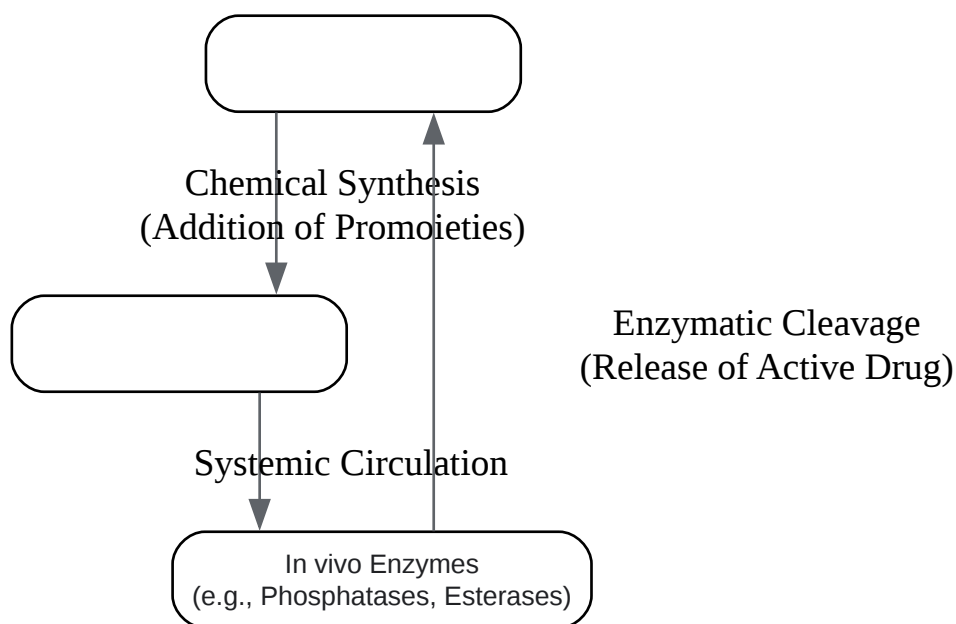 Chemical Synthesis
(Addition of Promoieties)
Enzymatic Cleavage
(Release of Active Drug)
Systemic Circulation
In vivo Enzymes
(e.g., Phosphatases, Esterases)